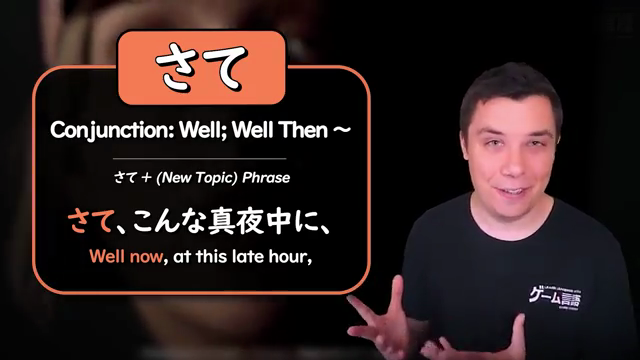 さて
Conjunction: Well; Well Then ~
さて + (New Topic) Phrase
さて、こんな真夜中に、
Well now, at this late hour,
ゲーム言語